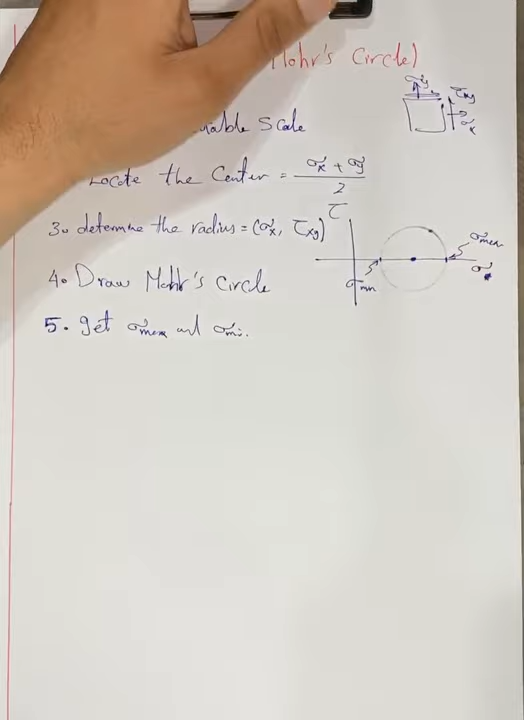 Mohr's Circle)
Scale
σy
τxy
σx
Locate the Center = σx + σy / 2
3. determine the radius = (σx, τxy)
τ
σmax
σ
σmin
4. Draw Mohr's Circle
5. get σmax and σmin.